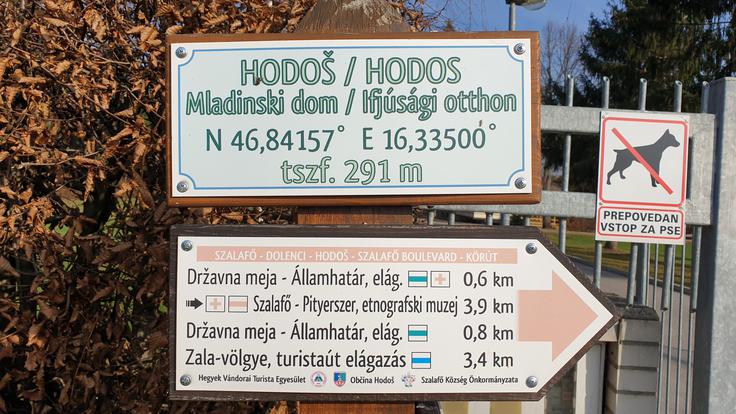 HODOŠ / HODOS
Mladinski dom / Ifjúsági otthon
N 46,84157° E 16,33500°
tszf. 291 m
PREPOVEDAN
VSTOP ZA PSE
SZALAFŐ - DOLENCI - HODOŠ - SZALAFŐ BOULEVARD - KÖRÚT
Državna meja - Államhatár, elág. 0,6 km
Szalafő - Pityerszer, etnografski muzej 3,9 km
Državna meja - Államhatár, elág. 0,8 km
Zala-völgye, turistaút elágazás 3,4 km
Hegyek Vándorai Turista Egyesület Občina Hodoš Szalafő Község Önkormányzata